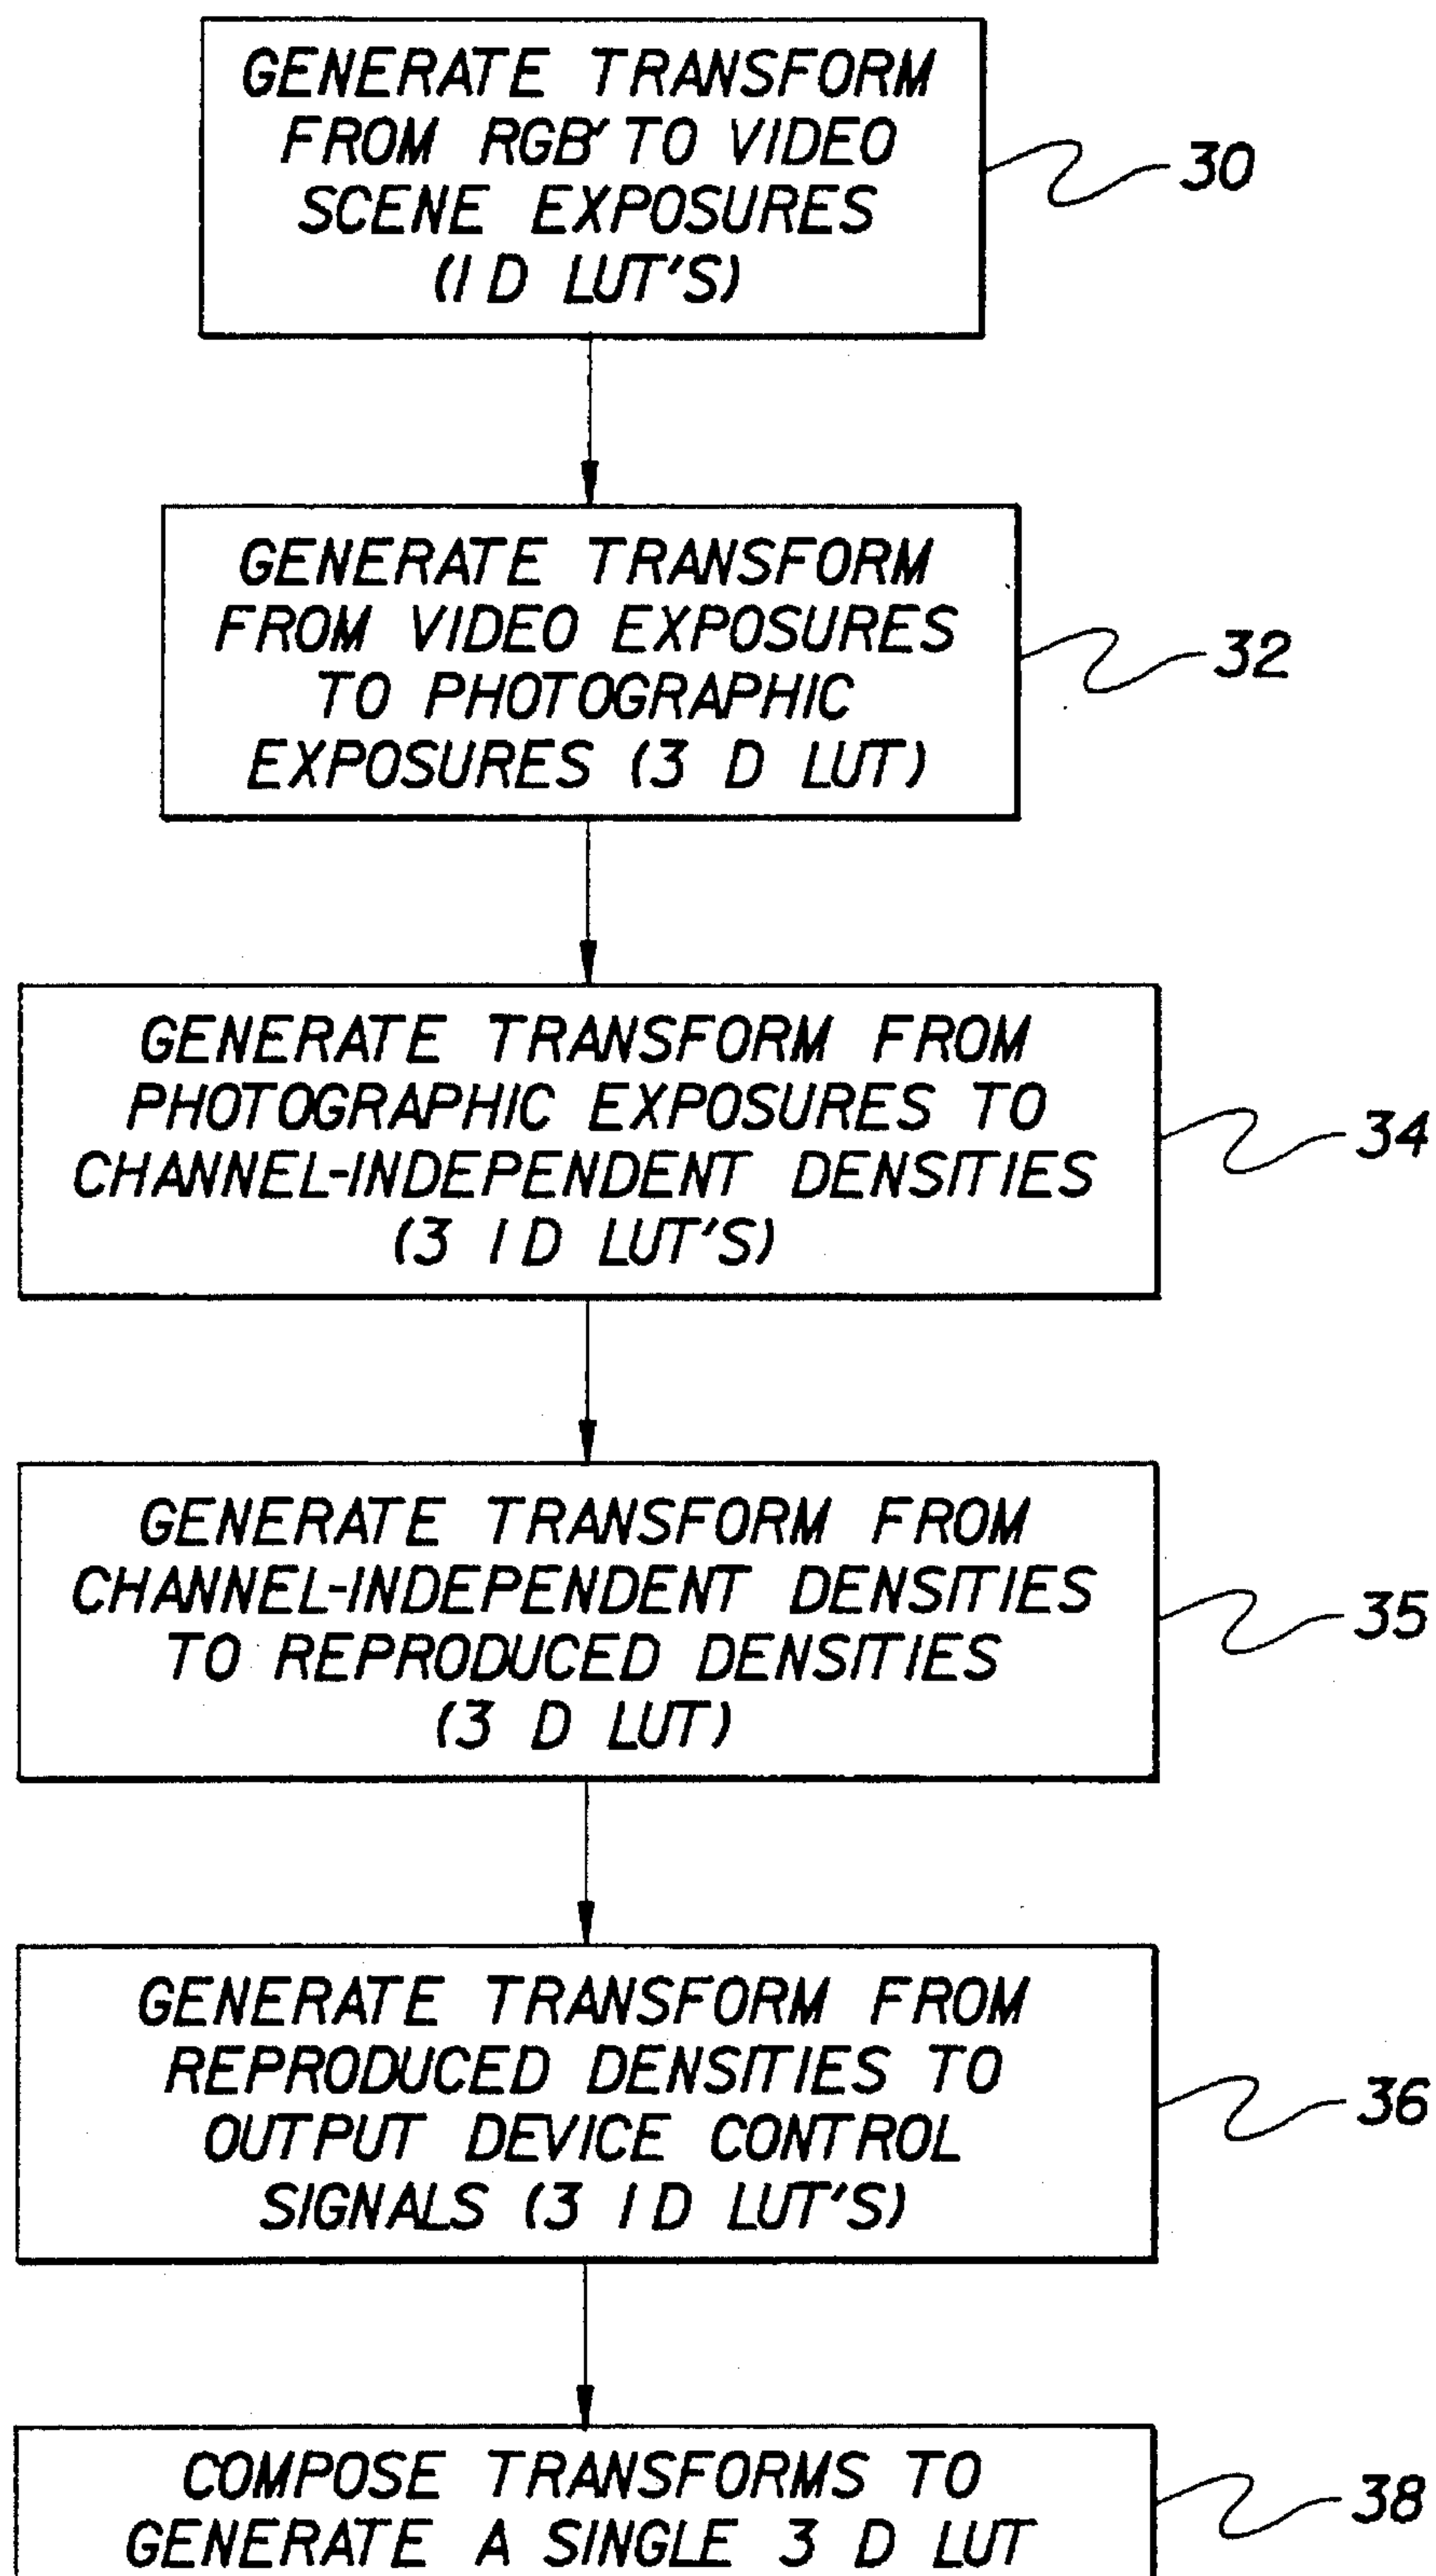 GENERATE TRANSFORM
FROM RGB' TO VIDEO
SCENE EXPOSURES
(1 D LUT'S)
30
GENERATE TRANSFORM
FROM VIDEO EXPOSURES
TO PHOTOGRAPHIC
EXPOSURES (3 D LUT)
32
GENERATE TRANSFORM FROM
PHOTOGRAPHIC EXPOSURES TO
CHANNEL-INDEPENDENT DENSITIES
(3 1 D LUT'S)
34
GENERATE TRANSFORM FROM
CHANNEL-INDEPENDENT DENSITIES
TO REPRODUCED DENSITIES
(3 D LUT)
35
GENERATE TRANSFORM FROM
REPRODUCED DENSITIES TO
OUTPUT DEVICE CONTROL
SIGNALS (3 1 D LUT'S)
36
COMPOSE TRANSFORMS TO
GENERATE A SINGLE 3 D LUT
38